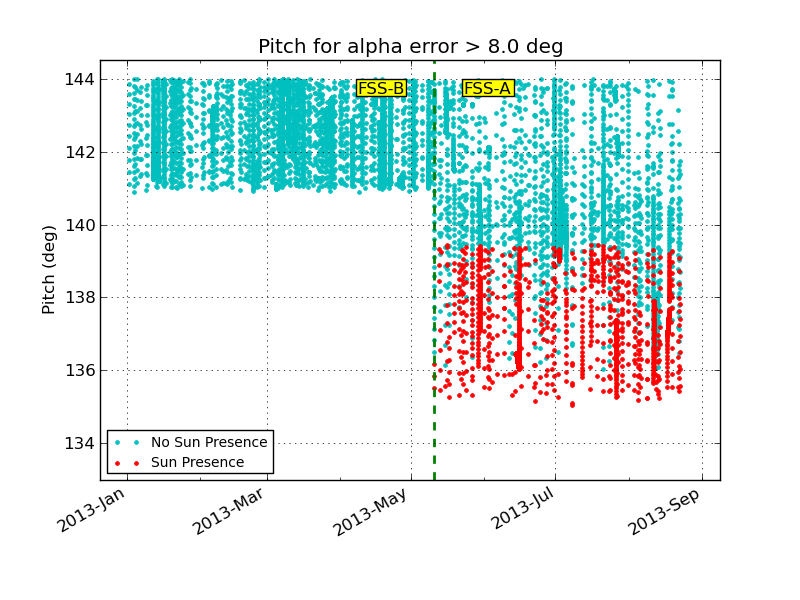 Pitch for alpha error > 8.0 deg
FSS-B
FSS-A
144
142
140
138
136
134
Pitch (deg)
No Sun Presence
Sun Presence
2013-Jan
2013-Mar
2013-May
2013-Jul
2013-Sep